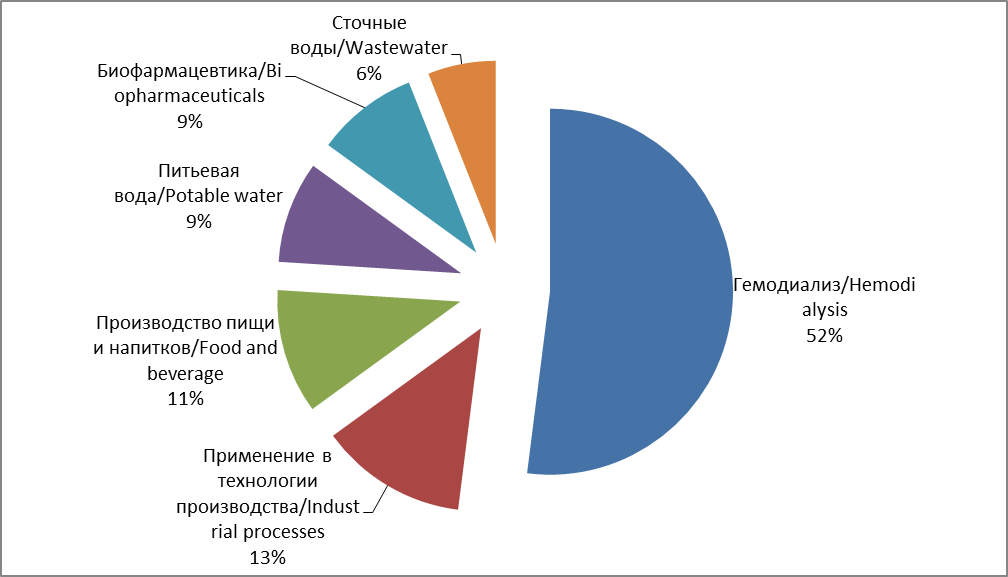 Сточные
воды/Wastewater
6%
Биофармацевтика/Bi
opharmaceuticals
9%
Питьевая
вода/Potable water
9%
Производство пищи
и напитков/Food and
beverage
11%
Применение в
технологии
производства/Indust
rial processes
13%
Гемодиализ/Hemodi
alysis
52%